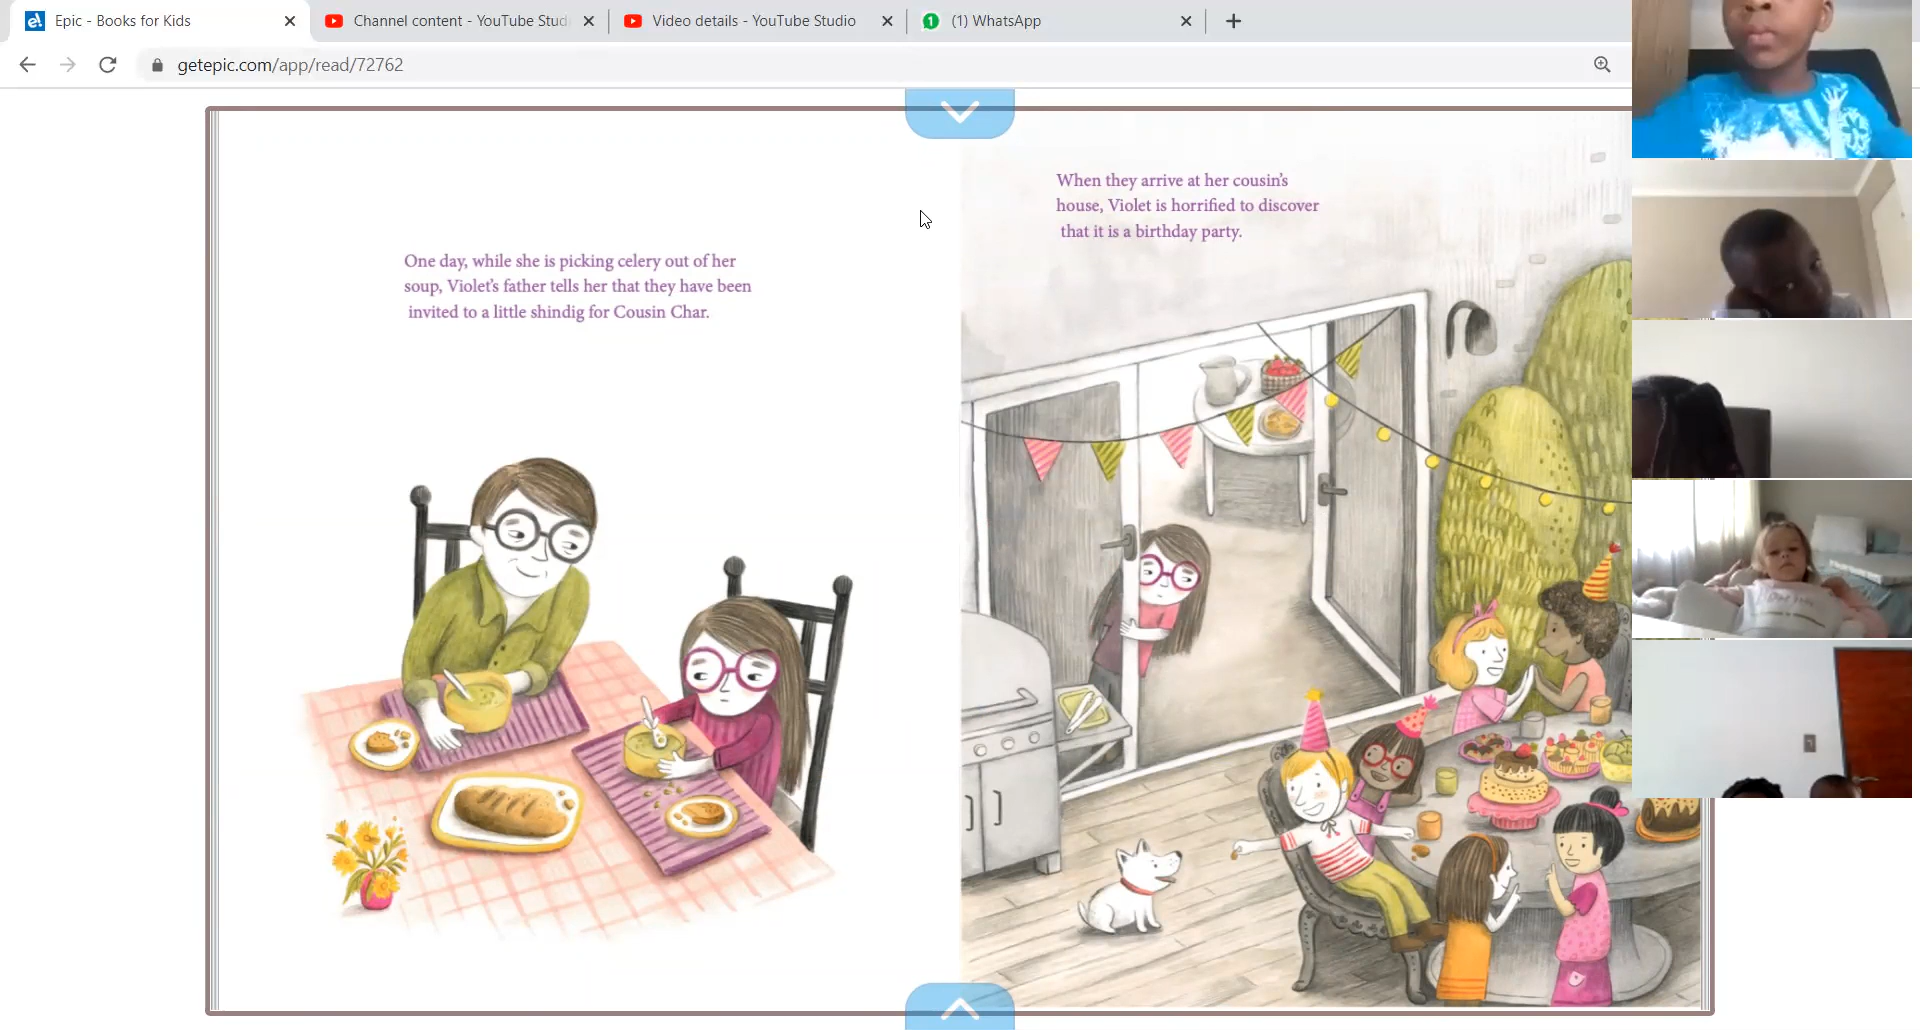 Epic - Books for Kids
Channel content - YouTube Stud
Video details - YouTube Studio
(1) WhatsApp
getepic.com/app/read/72762
One day, while she is picking celery out of her
soup, Violet's father tells her that they have been
invited to a little shindig for Cousin Char.
When they arrive at her cousin's
house, Violet is horrified to discover
that it is a birthday party.